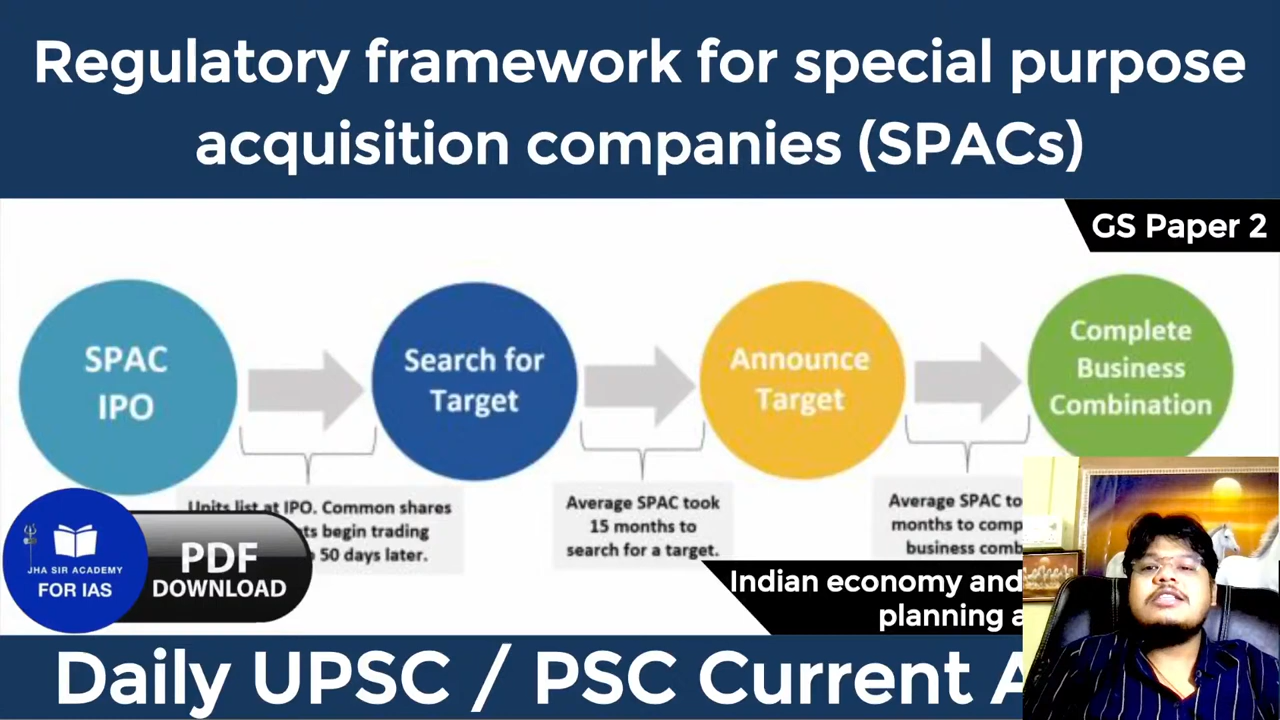 Regulatory framework for special purpose
acquisition companies (SPACs)
GS Paper 2
SPAC
IPO
Search for
Target
Announce
Target
Complete
Business
Combination
Units list at IPO. Common shares
begin trading
50 days later.
Average SPAC took
15 months to
search for a target.
Average SPAC
months to
business
JHA SIR ACADEMY
FOR IAS
PDF
DOWNLOAD
Indian economy and
planning
Daily UPSC / PSC Current